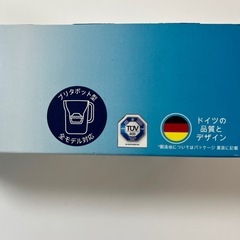 ブリタポット型
全モデル対応
TÜV
SÜD
ドイツの
品質と
デザイン
*製造地についてはパッケージ 裏面に記載